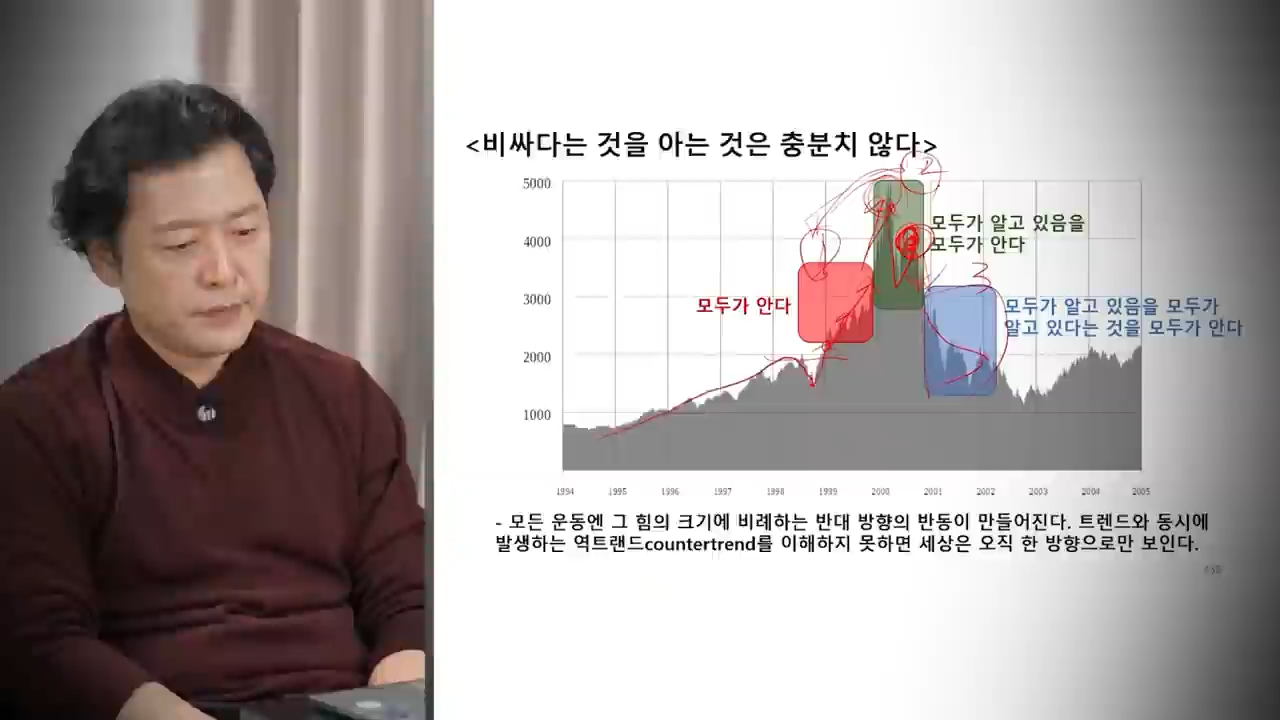 <비싸다는 것을 아는 것은 충분치 않다>
5000
4000
3000
2000
1000
모두가 안다
모두가 알고 있음을
모두가 안다
모두가 알고 있음을 모두가
알고 있다는 것을 모두가 안다
1
2
3
1994 1995 1996 1997 1998 1999 2000 2001 2002 2003 2004 2005
- 모든 운동엔 그 힘의 크기에 비례하는 반대 방향의 반동이 만들어진다. 트렌드와 동시에
발생하는 역트랜드countertrend를 이해하지 못하면 세상은 오직 한 방향으로만 보인다.